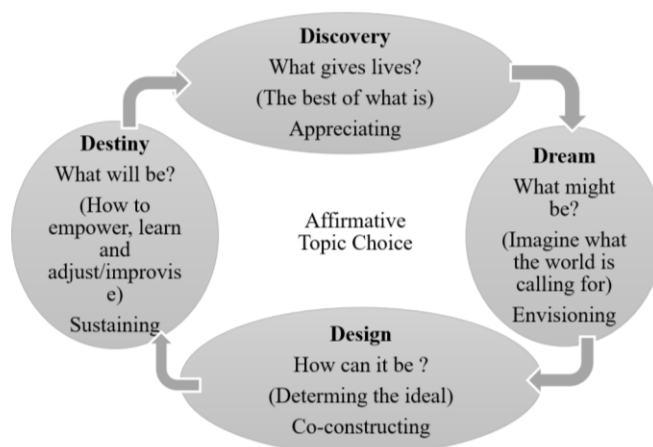 Discovery
What gives lives?
(The best of what is)
Appreciating
Dream
What might
be?
(Imagine what
the world is
calling for)
Envisioning
Design
How can it be ?
(Determing the ideal)
Co-constructing
Destiny
What will be?
(How to
empower, learn
and
adjust/improvis
e)
Sustaining
Affirmative
Topic Choice